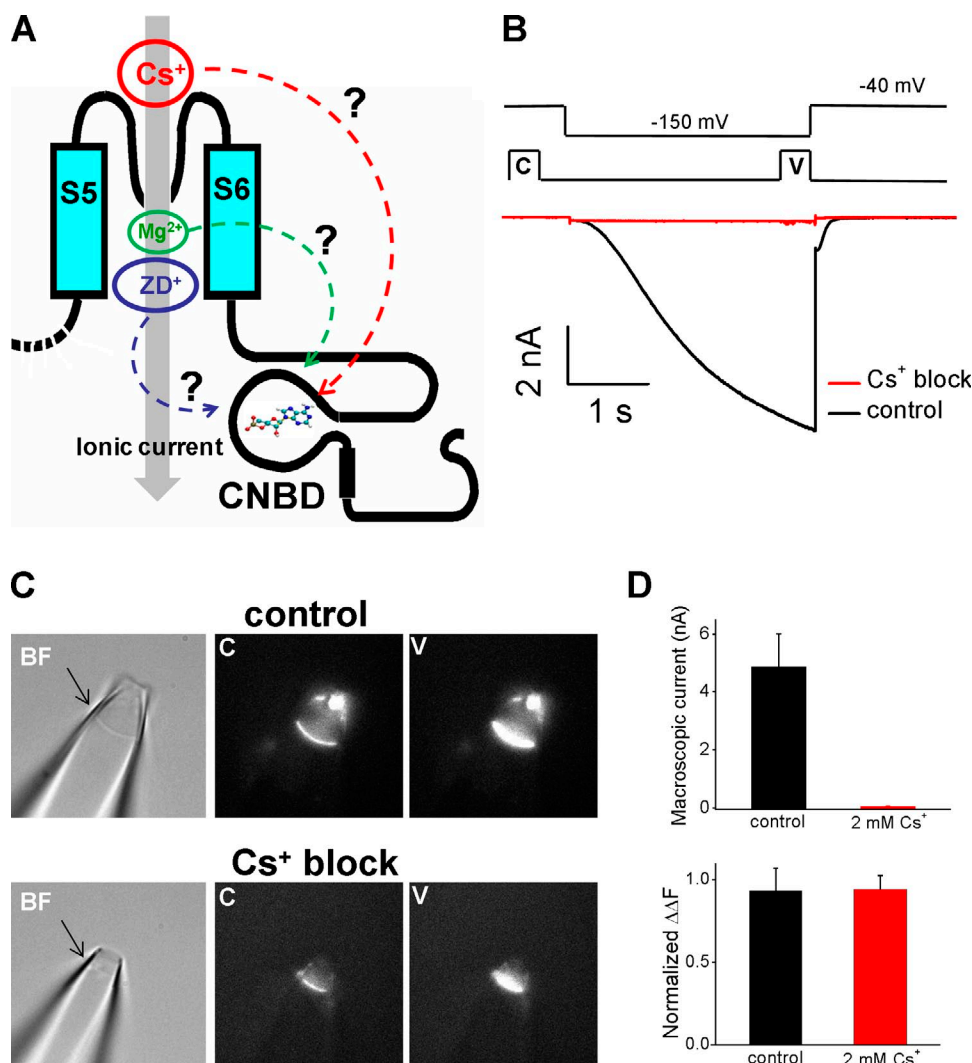 A
Cs+
?
S5
S6
Mg2+
?
ZD+
?
Ionic current
CNBD
B
-40 mV
-150 mV
C
V
2 nA
1 s
Cs+ block
control
C
control
BF
C
V
Cs+ block
BF
C
V
D
Macroscopic current (nA)
6
4
2
0
control
2 mM Cs+
Normalized ΔΔF
1.0
0.5
0.0
control
2 mM Cs+